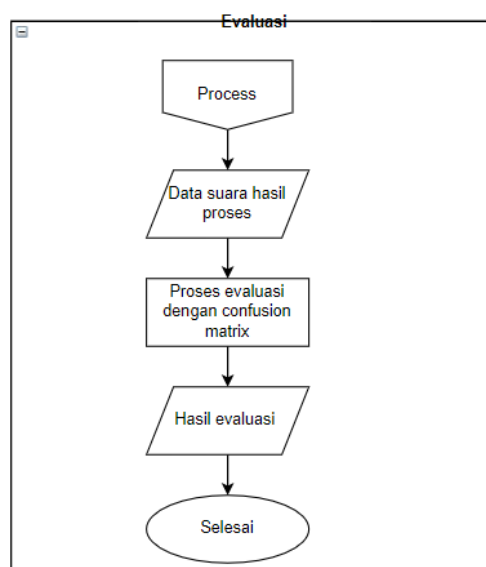 Evaluasi
Process
Data suara hasil
proses
Proses evaluasi
dengan confusion
matrix
Hasil evaluasi
Selesai